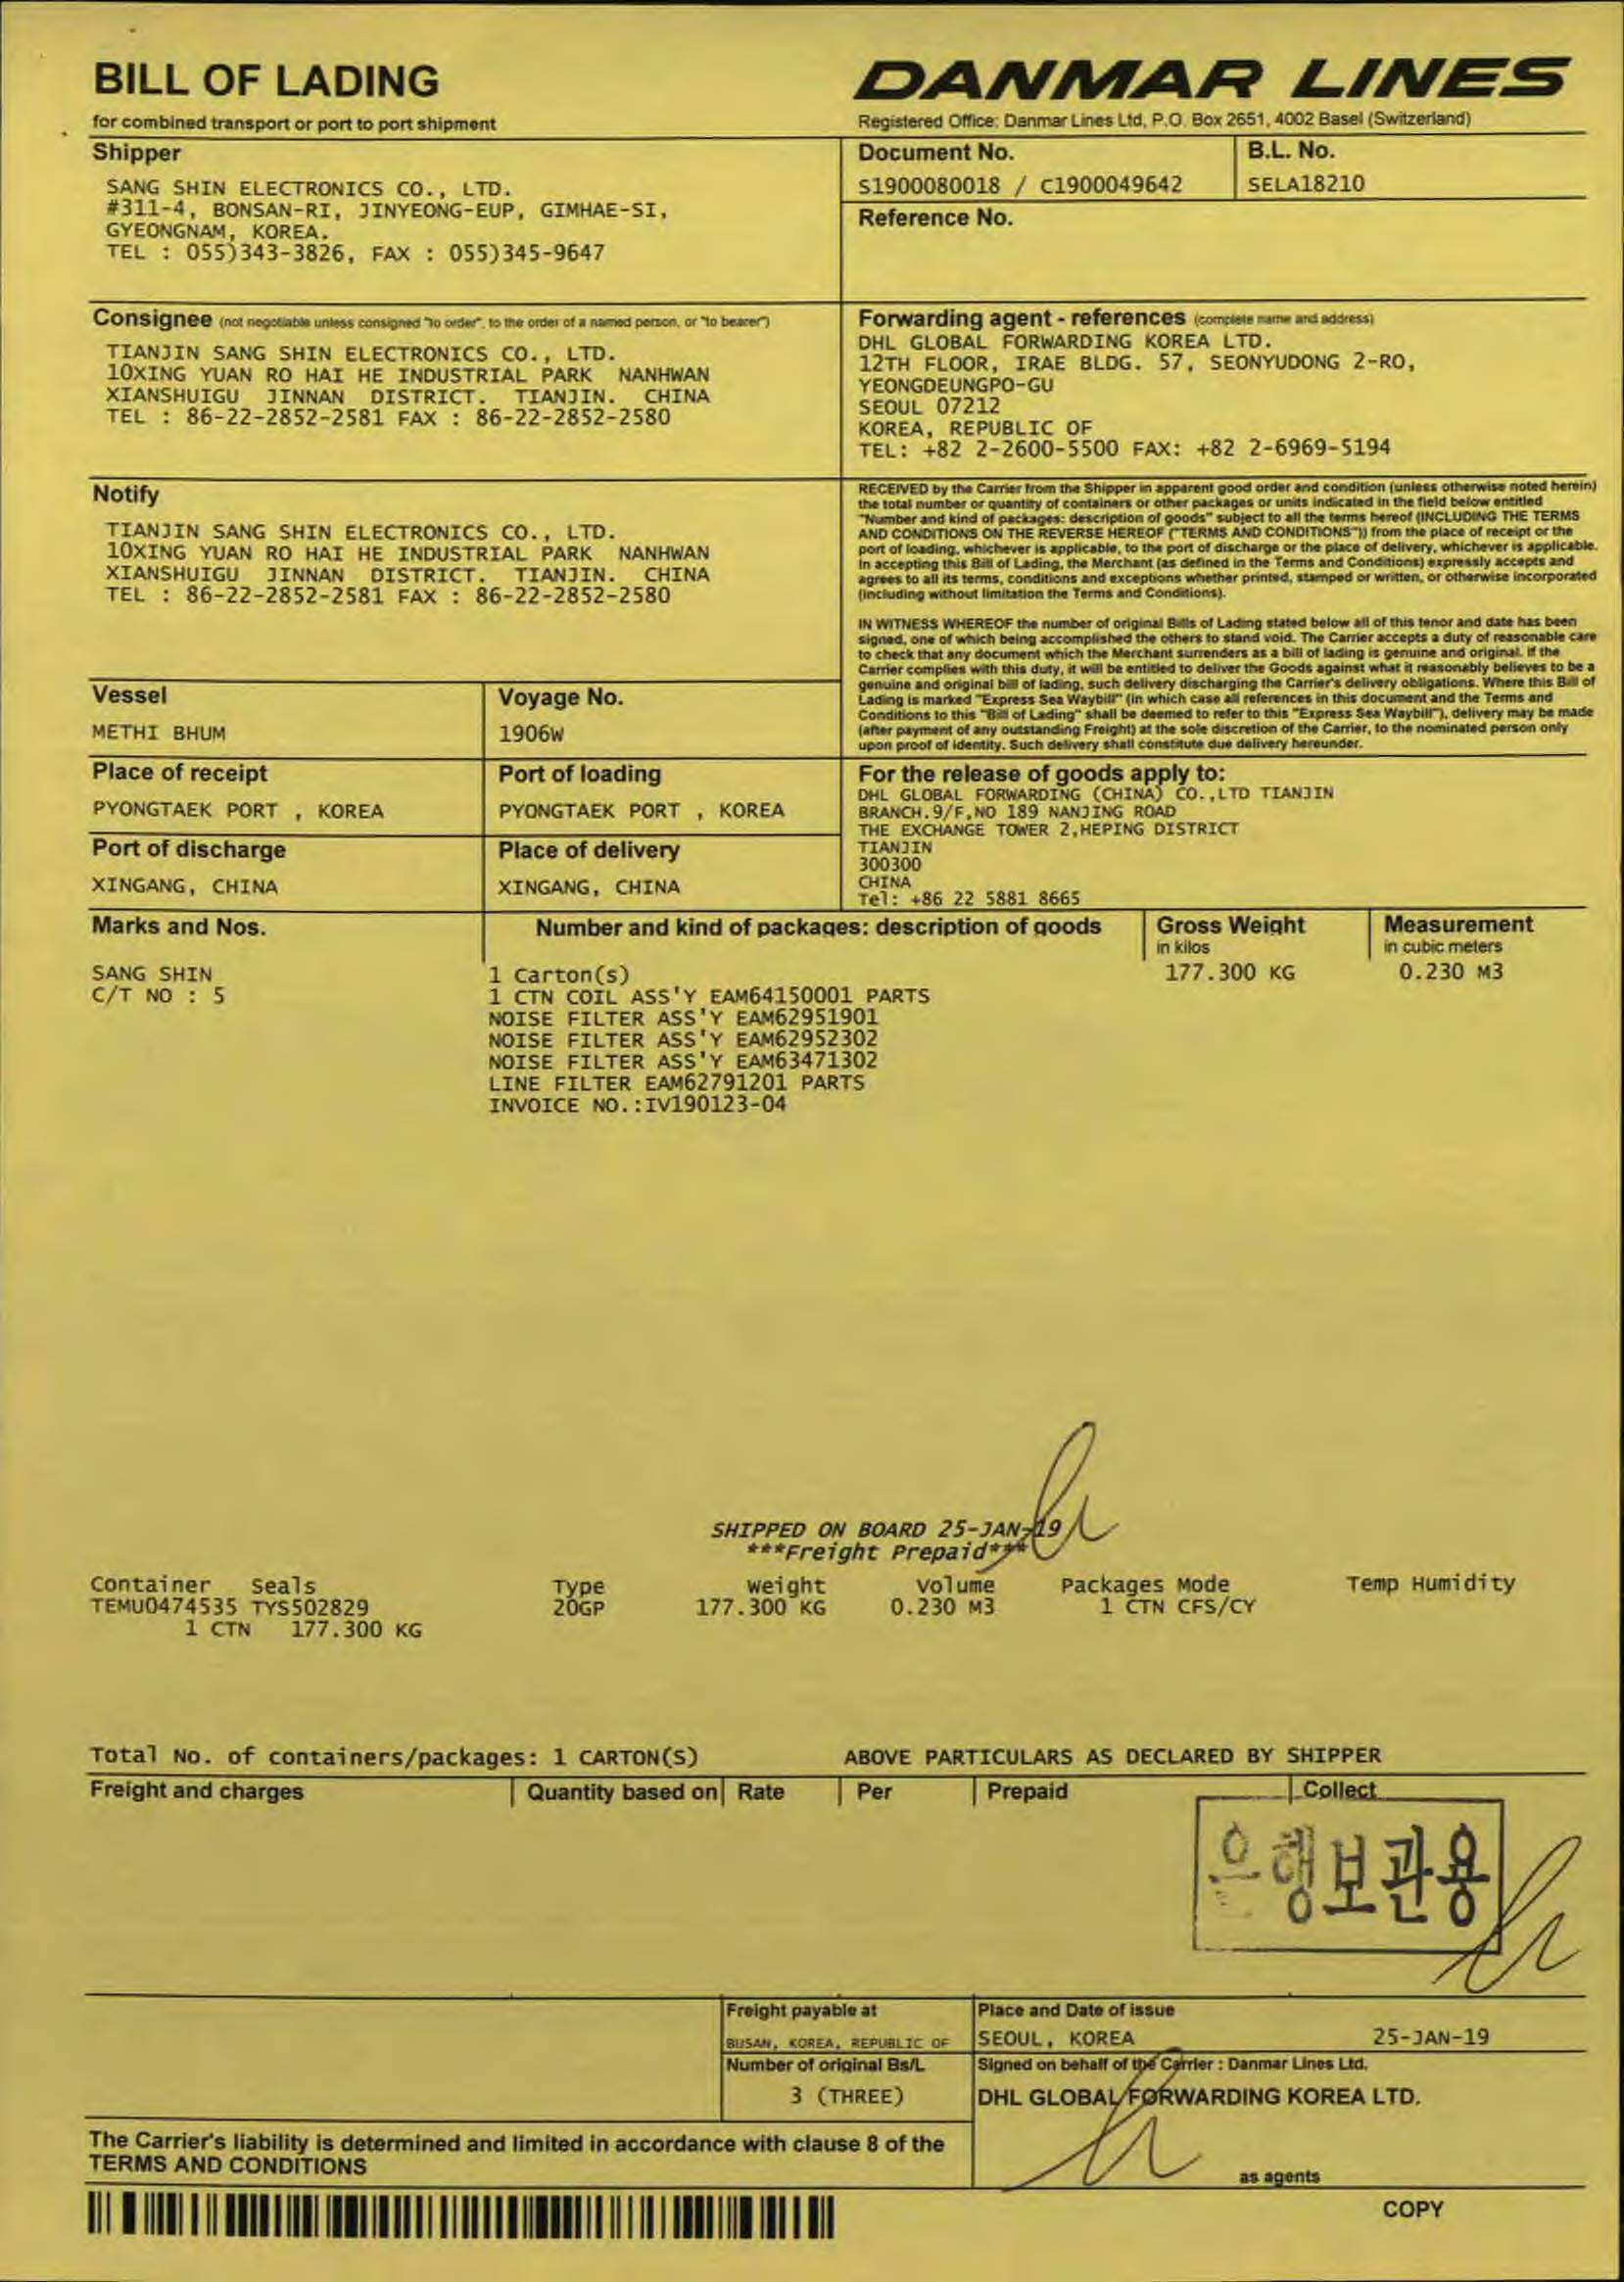 BILL OF LADING
for combined transport or port to port shipment
DANMAR LINES
Registered Office: Danmar Lines Ltd, P.O. Box 2651, 4002 Basel (Switzerland)
Shipper
SANG SHIN ELECTRONICS CO., LTD.
#311-4, BONSAN-RI, JINYEONG-EUP, GIMHAE-SI,
GYEONGNAM, KOREA.
TEL : 055)343-3826, FAX : 055)345-9647
Document No.
S1900080018 / C1900049642
B.L. No.
SELA18210
Reference No.
Consignee (not negotiable unless consigned "to order", to the order of a named person, or "to bearer")
TIANJIN SANG SHIN ELECTRONICS CO., LTD.
10XING YUAN RO HAI HE INDUSTRIAL PARK NANHWAN
XIANSHUIGU JINNAN DISTRICT. TIANJIN. CHINA
TEL : 86-22-2852-2581 FAX : 86-22-2852-2580
Forwarding agent - references (complete name and address)
DHL GLOBAL FORWARDING KOREA LTD.
12TH FLOOR, IRAE BLDG. 57, SEONYUDONG 2-RO,
YEONGDEUNGPO-GU
SEOUL 07212
KOREA, REPUBLIC OF
TEL: +82 2-2600-5500 FAX: +82 2-6969-5194
Notify
TIANJIN SANG SHIN ELECTRONICS CO., LTD.
10XING YUAN RO HAI HE INDUSTRIAL PARK NANHWAN
XIANSHUIGU JINNAN DISTRICT. TIANJIN. CHINA
TEL : 86-22-2852-2581 FAX : 86-22-2852-2580
RECEIVED by the Carrier from the Shipper in apparent good order and condition (unless otherwise noted herein)
the total number or quantity of containers or other packages or units indicated in the field below entitled
"Number and kind of packages: description of goods" subject to all the terms hereof (INCLUDING THE TERMS
AND CONDITIONS ON THE REVERSE HEREOF ("TERMS AND CONDITIONS")) from the place of receipt or the
port of loading, whichever is applicable, to the port of discharge or the place of delivery, whichever is applicable.
In accepting this Bill of Lading, the Merchant (as defined in the Terms and Conditions) expressly accepts and
agrees to all its terms, conditions and exceptions whether printed, stamped or written, or otherwise incorporated
(including without limitation the Terms and Conditions).
IN WITNESS WHEREOF the number of original Bills of Lading stated below all of this tenor and date has been
signed, one of which being accomplished the others to stand void. The Carrier accepts a duty of reasonable care
to check that any document which the Merchant surrenders as a bill of lading is genuine and original. If the
Carrier complies with this duty, it will be entitled to deliver the Goods against what it reasonably believes to be a
genuine and original bill of lading, such delivery discharging the Carrier's delivery obligations. Where this Bill of
Lading is marked "Express Sea Waybill" (in which case all references in this document and the Terms and
Conditions to this "Bill of Lading" shall be deemed to refer to this "Express Sea Waybill"), delivery may be made
(after payment of any outstanding Freight) at the sole discretion of the Carrier, to the nominated person only
upon proof of identity. Such delivery shall constitute due delivery hereunder.
Vessel
METHI BHUM
Voyage No.
1906W
Place of receipt
PYONGTAEK PORT , KOREA
Port of loading
PYONGTAEK PORT , KOREA
For the release of goods apply to:
DHL GLOBAL FORWARDING (CHINA) CO.,LTD TIANJIN
BRANCH.9/F,NO 189 NANJING ROAD
THE EXCHANGE TOWER 2,HEPING DISTRICT
TIANJIN
300300
CHINA
Tel: +86 22 5881 8665
Port of discharge
XINGANG, CHINA
Place of delivery
XINGANG, CHINA
Marks and Nos.
Number and kind of packages: description of goods
Gross Weight
in kilos
Measurement
in cubic meters
SANG SHIN
C/T NO : 5
1 Carton(s)
177.300 KG
0.230 M3
1 CTN COIL ASS'Y EAM64150001 PARTS
NOISE FILTER ASS'Y EAM62951901
NOISE FILTER ASS'Y EAM62952302
NOISE FILTER ASS'Y EAM63471302
LINE FILTER EAM62791201 PARTS
INVOICE NO.:IV190123-04
SHIPPED ON BOARD 25-JAN-19
***Freight Prepaid***
Container Seals Type Weight Volume Packages Mode Temp Humidity
TEMU0474535 TYS502829 20GP 177.300 KG 0.230 M3 1 CTN CFS/CY
1 CTN 177.300 KG
Total No. of containers/packages: 1 CARTON(S)
ABOVE PARTICULARS AS DECLARED BY SHIPPER
Freight and charges
Quantity based on
Rate
Per
Prepaid
Collect
은행보관용
Freight payable at
BUSAN, KOREA, REPUBLIC OF
Place and Date of issue
SEOUL, KOREA 25-JAN-19
Number of original Bs/L
3 (THREE)
Signed on behalf of the Carrier : Danmar Lines Ltd.
DHL GLOBAL FORWARDING KOREA LTD.
as agents
The Carrier's liability is determined and limited in accordance with clause 8 of the
TERMS AND CONDITIONS
COPY